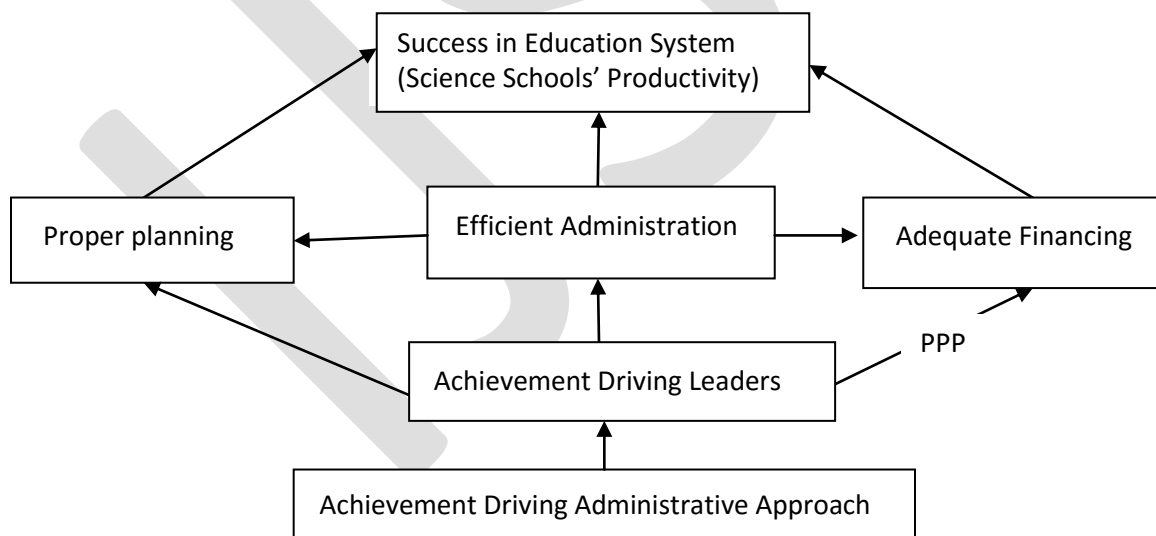 Success in Education System
(Science Schools’ Productivity)
Proper planning
Efficient Administration
Adequate Financing
PPP
Achievement Driving Leaders
Achievement Driving Administrative Approach